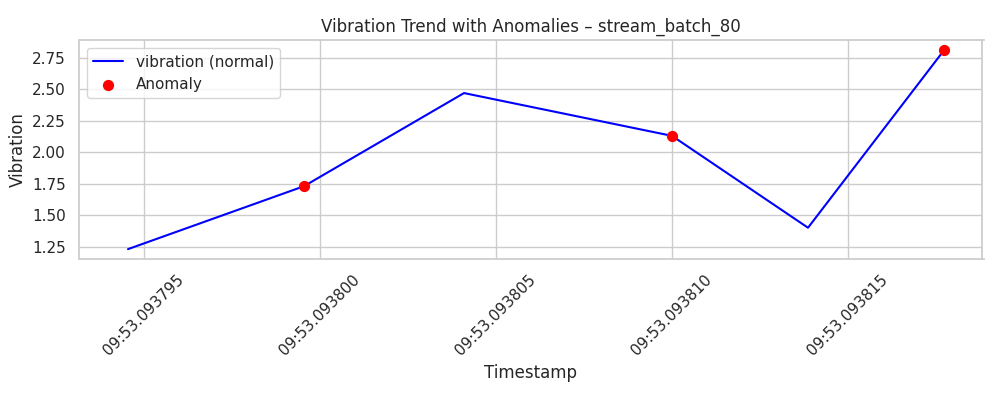 Vibration Trend with Anomalies – stream_batch_80
vibration (normal)
Anomaly
Vibration
2.75
2.50
2.25
2.00
1.75
1.50
1.25
09:53.093795
09:53.093800
09:53.093805
09:53.093810
09:53.093815
Timestamp